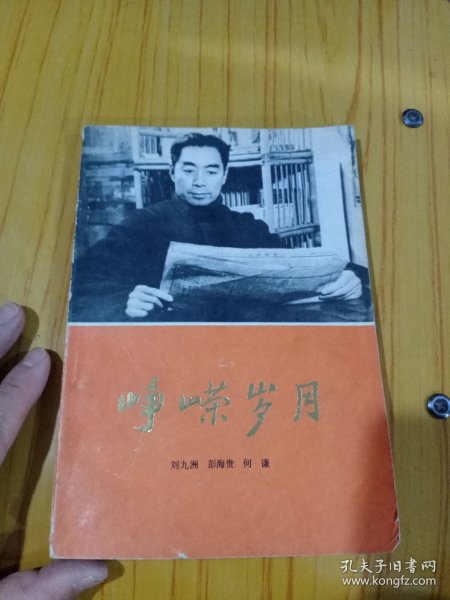 峥嵘岁月
刘九洲 彭海贵 何谦
孔夫子旧书网
www.kongfz.com